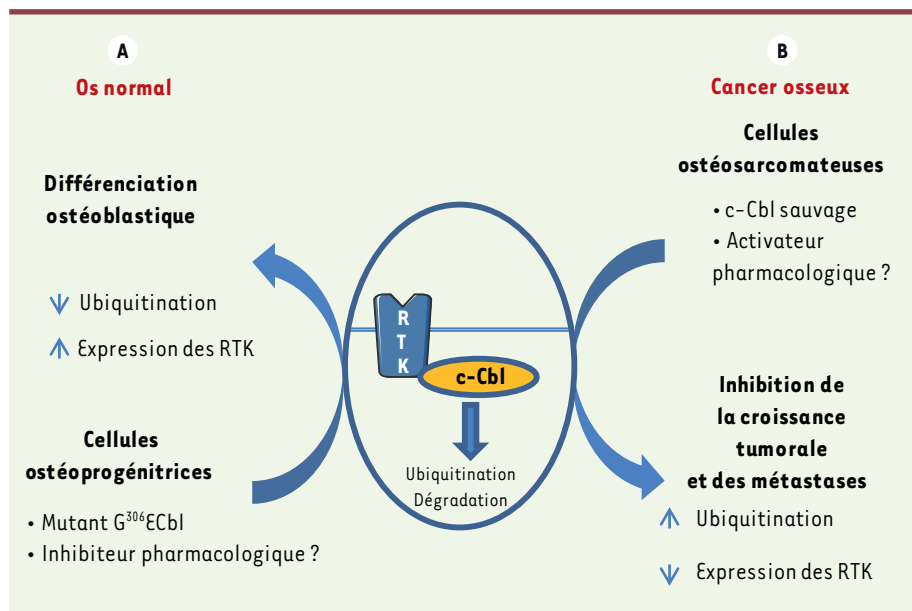 A
Os normal
Différenciation
ostéoblastique
Ubiquitination
Expression des RTK
Cellules
ostéoprogénitrices
• Mutant G³⁰⁶ECbl
• Inhibiteur pharmacologique ?
R
T
K
c-Cbl
Ubiquitination
Dégradation
B
Cancer osseux
Cellules
ostéosarcomateuses
• c-Cbl sauvage
• Activateur
pharmacologique ?
Inhibition de
la croissance
tumorale
et des métastases
Ubiquitination
Expression des RTK